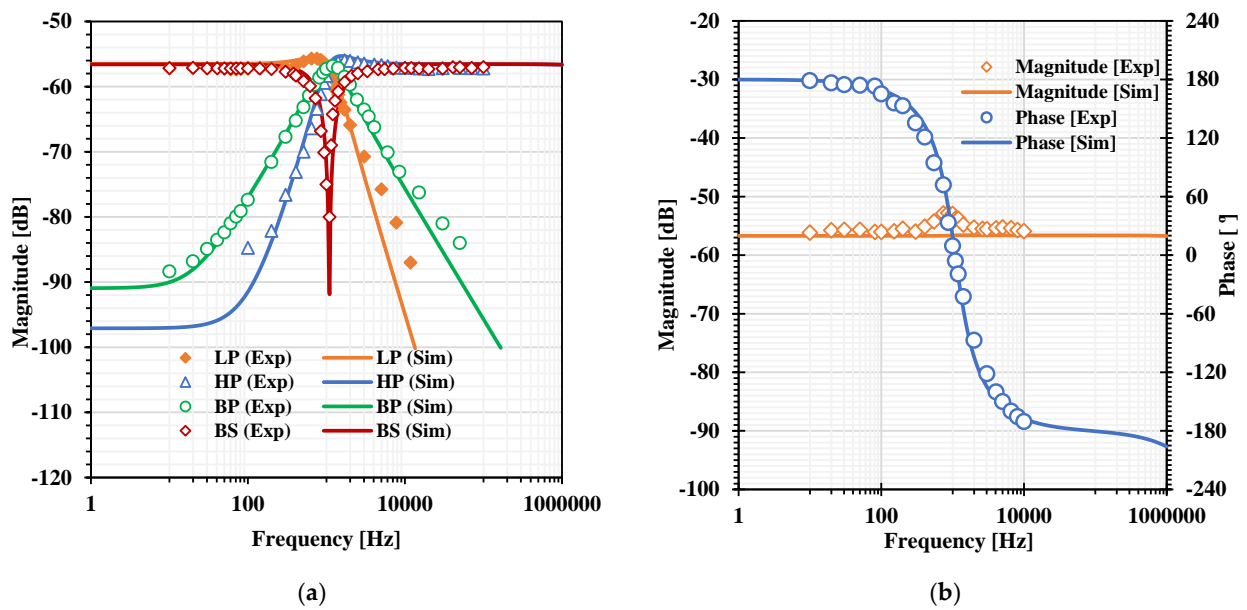 -50
-60
-70
-80
-90
-100
-110
-120
Magnitude [dB]
LP (Exp) LP (Sim)
HP (Exp) HP (Sim)
BP (Exp) BP (Sim)
BS (Exp) BS (Sim)
1 100 10000 1000000
Frequency [Hz]
(a)
-20
-30
-40
-50
-60
-70
-80
-90
-100
Magnitude [dB]
Magnitude [Exp]
Magnitude [Sim]
Phase [Exp]
Phase [Sim]
240
180
120
60
0
-60
-120
-180
-240
Phase [°]
1 100 10000 1000000
Frequency [Hz]
(b)